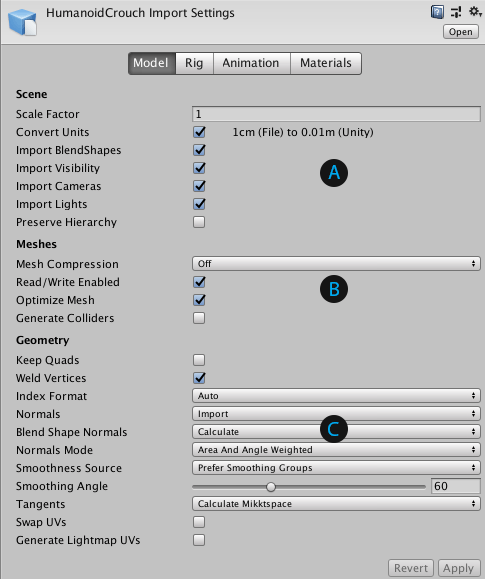 HumanoidCrouch Import Settings
Open
Model Rig Animation Materials
Scene
Scale Factor 1
Convert Units 1cm (File) to 0.01m (Unity)
Import BlendShapes
Import Visibility
A
Import Cameras
Import Lights
Preserve Hierarchy
Meshes
Mesh Compression Off
Read/Write Enabled
B
Optimize Mesh
Generate Colliders
Geometry
Keep Quads
Weld Vertices
Index Format Auto
Normals Import
Blend Shape Normals Calculate C
Normals Mode Area And Angle Weighted
Smoothness Source Prefer Smoothing Groups
Smoothing Angle 60
Tangents Calculate Mikktspace
Swap UVs
Generate Lightmap UVs
Revert Apply